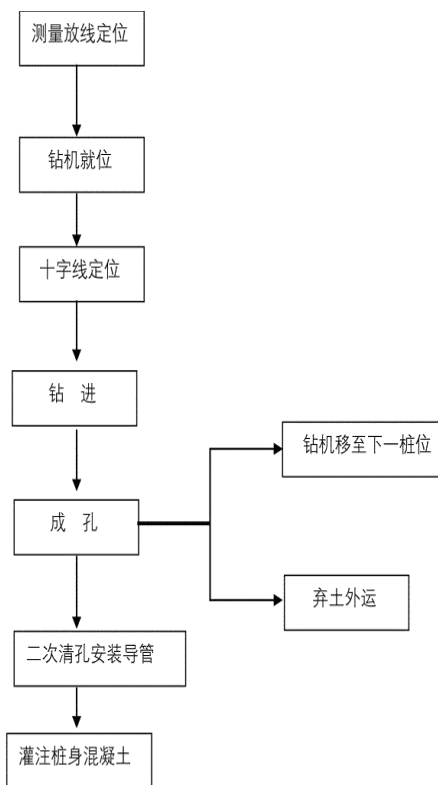 测量放线定位
钻机就位
十字线定位
钻 进
钻机移至下一桩位
成 孔
弃土外运
二次清孔安装导管
灌注桩身混凝土